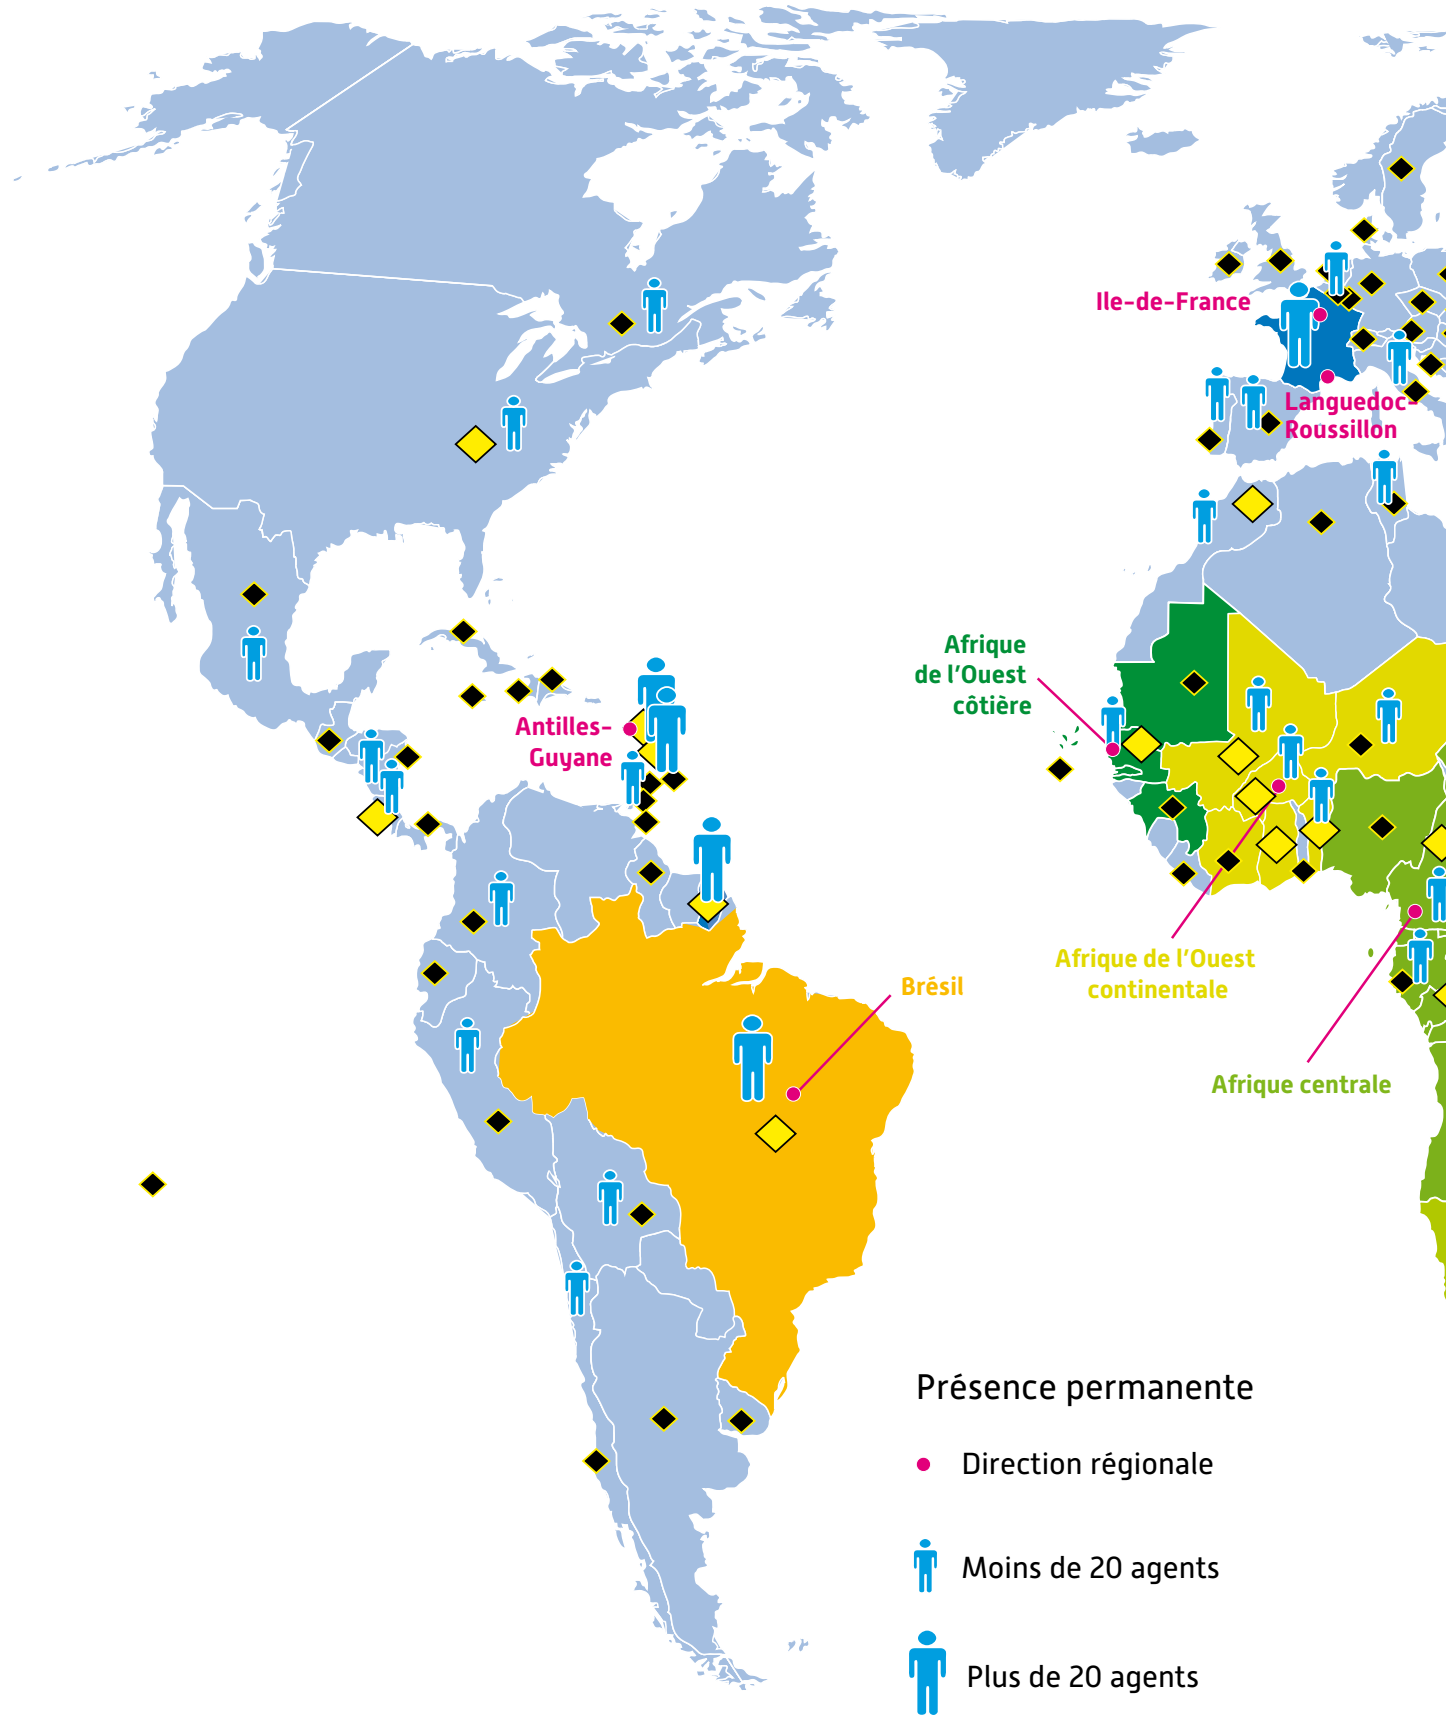 Ile-de-France
Languedoc-
Roussillon
Afrique
de l'Ouest
côtière
Antilles-
Guyane
Afrique de l'Ouest
continentale
Brésil
Afrique centrale
Présence permanente
Direction régionale
Moins de 20 agents
Plus de 20 agents